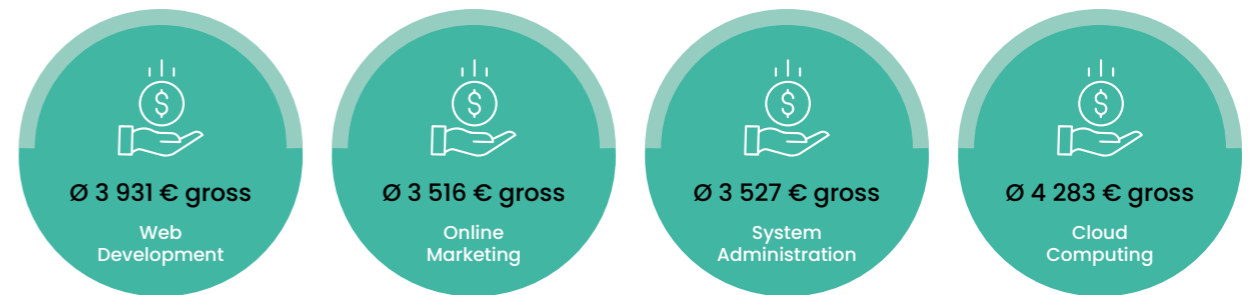 $
Ø 3 931 € gross
Web
Development
$
Ø 3 516 € gross
Online
Marketing
$
Ø 3 527 € gross
System
Administration
$
Ø 4 283 € gross
Cloud
Computing